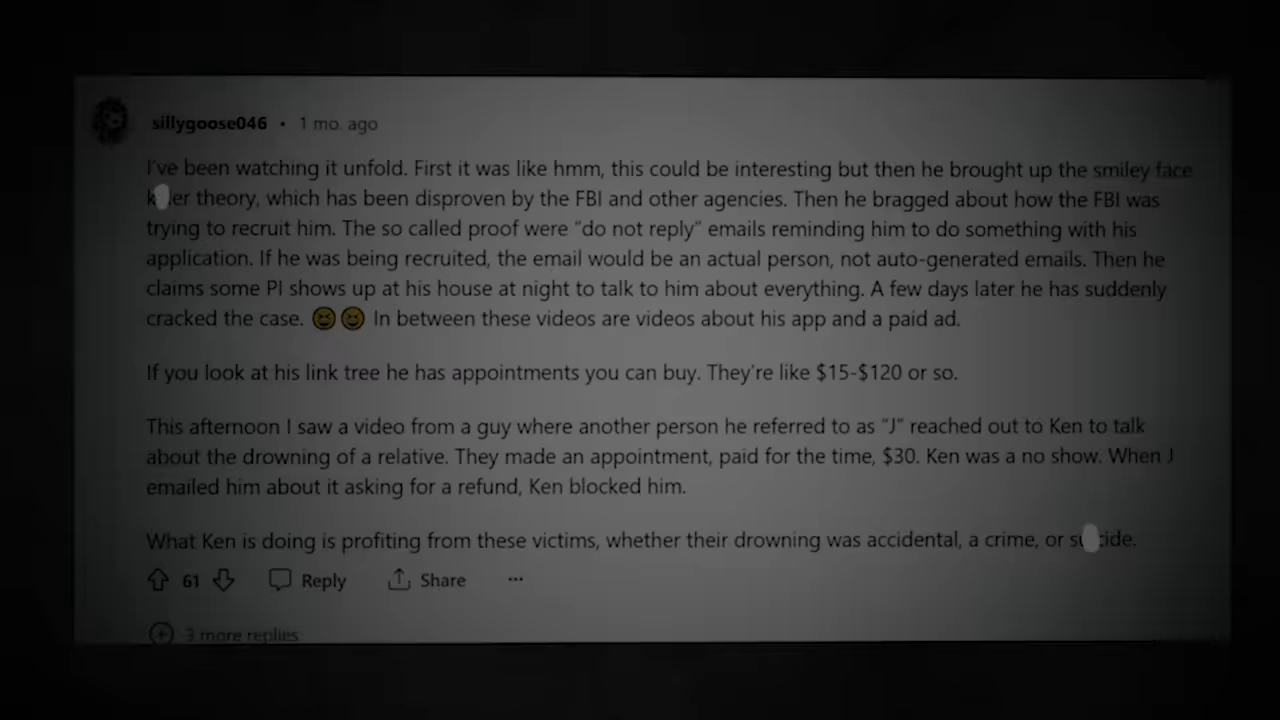 sillygoose046 • 1 mo. ago
I've been watching it unfold. First it was like hmm, this could be interesting but then he brought up the smiley face
k ler theory, which has been disproven by the FBI and other agencies. Then he bragged about how the FBI was
trying to recruit him. The so called proof were “do not reply” emails reminding him to do something with his
application. If he was being recruited, the email would be an actual person, not auto-generated emails. Then he
claims some PI shows up at his house at night to talk to him about everything. A few days later he has suddenly
cracked the case. 😆😆 In between these videos are videos about his app and a paid ad.
If you look at his link tree he has appointments you can buy. They're like $15-$120 or so.
This afternoon I saw a video from a guy where another person he referred to as “J” reached out to Ken to talk
about the drowning of a relative. They made an appointment, paid for the time, $30. Ken was a no show. When J
emailed him about it asking for a refund, Ken blocked him.
What Ken is doing is profiting from these victims, whether their drowning was accidental, a crime, or su cide.
61 Reply Share ...
3 more replies